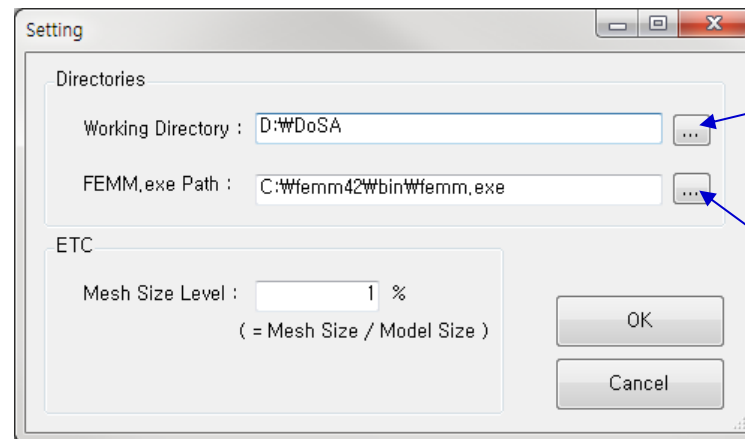 Setting
Directories
Working Directory : D:₩DoSA ...
FEMM.exe Path : C:₩femm42₩bin₩femm.exe ...
ETC
Mesh Size Level : 1 %
( = Mesh Size / Model Size )
OK
Cancel